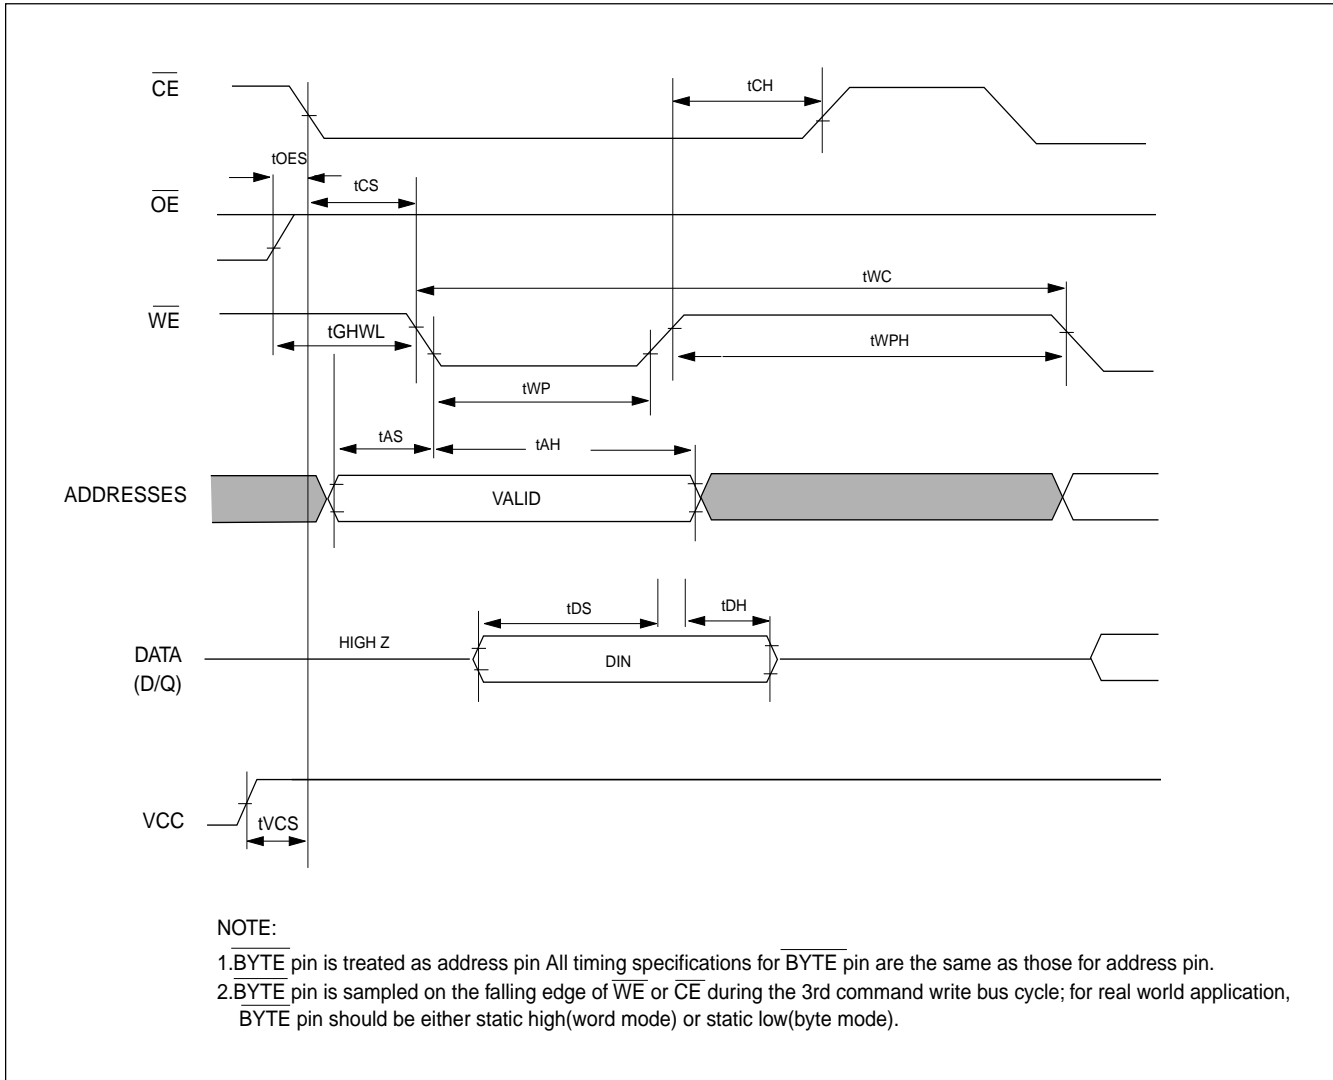 CE
tCH
tOES
tCS
OE
tWC
WE
tGHWL
tWPH
tWP
tAS
tAH
ADDRESSES
VALID
tDS
tDH
HIGH Z
DATA
(D/Q)
DIN
VCC
tVCS
NOTE:
1.BYTE pin is treated as address pin All timing specifications for BYTE pin are the same as those for address pin.
2.BYTE pin is sampled on the falling edge of WE or CE during the 3rd command write bus cycle; for real world application,
BYTE pin should be either static high(word mode) or static low(byte mode).